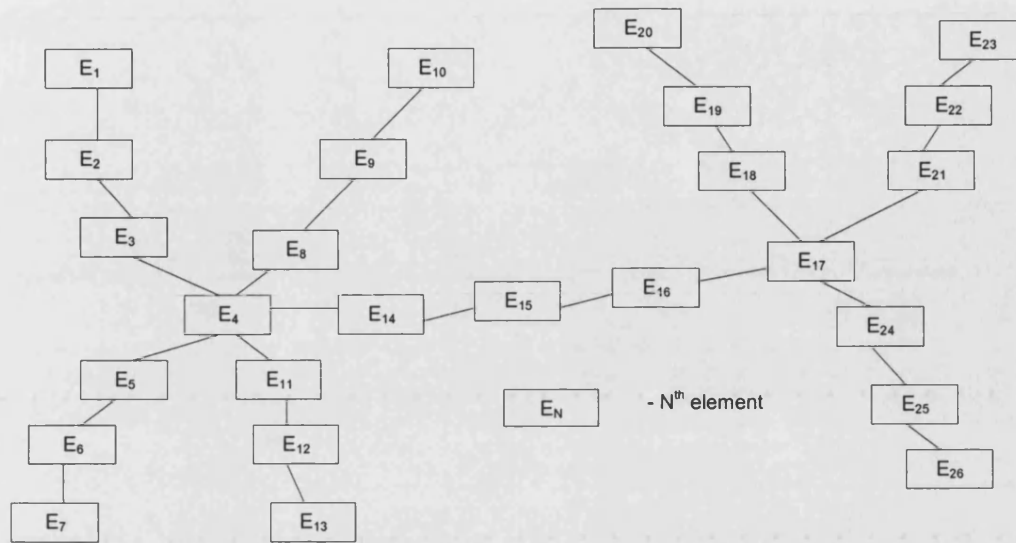 E₂₀
E₂₃
E₁
E₁₀
E₁₉
E₂₂
E₂
E₉
E₁₈
E₂₁
E₃
E₈
E₁₇
E₁₆
E₁₅
E₄
E₁₄
E₂₄
E₅
E₁₁
E_N - Nᵗʰ element
E₂₅
E₆
E₁₂
E₂₆
E₇
E₁₃